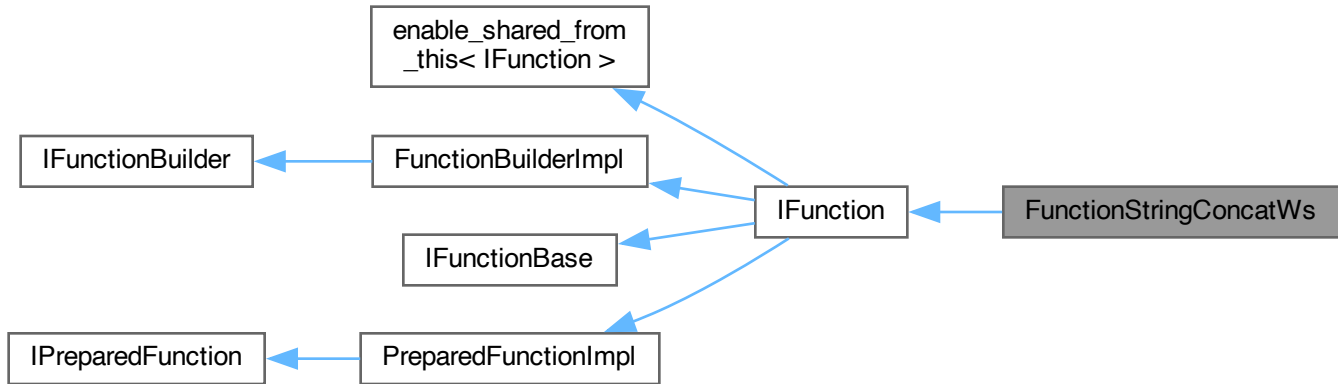 enable_shared_from
_this< IFunction >
IFunctionBuilder
FunctionBuilderImpl
IFunction
FunctionStringConcatWs
IFunctionBase
IPreparedFunction
PreparedFunctionImpl